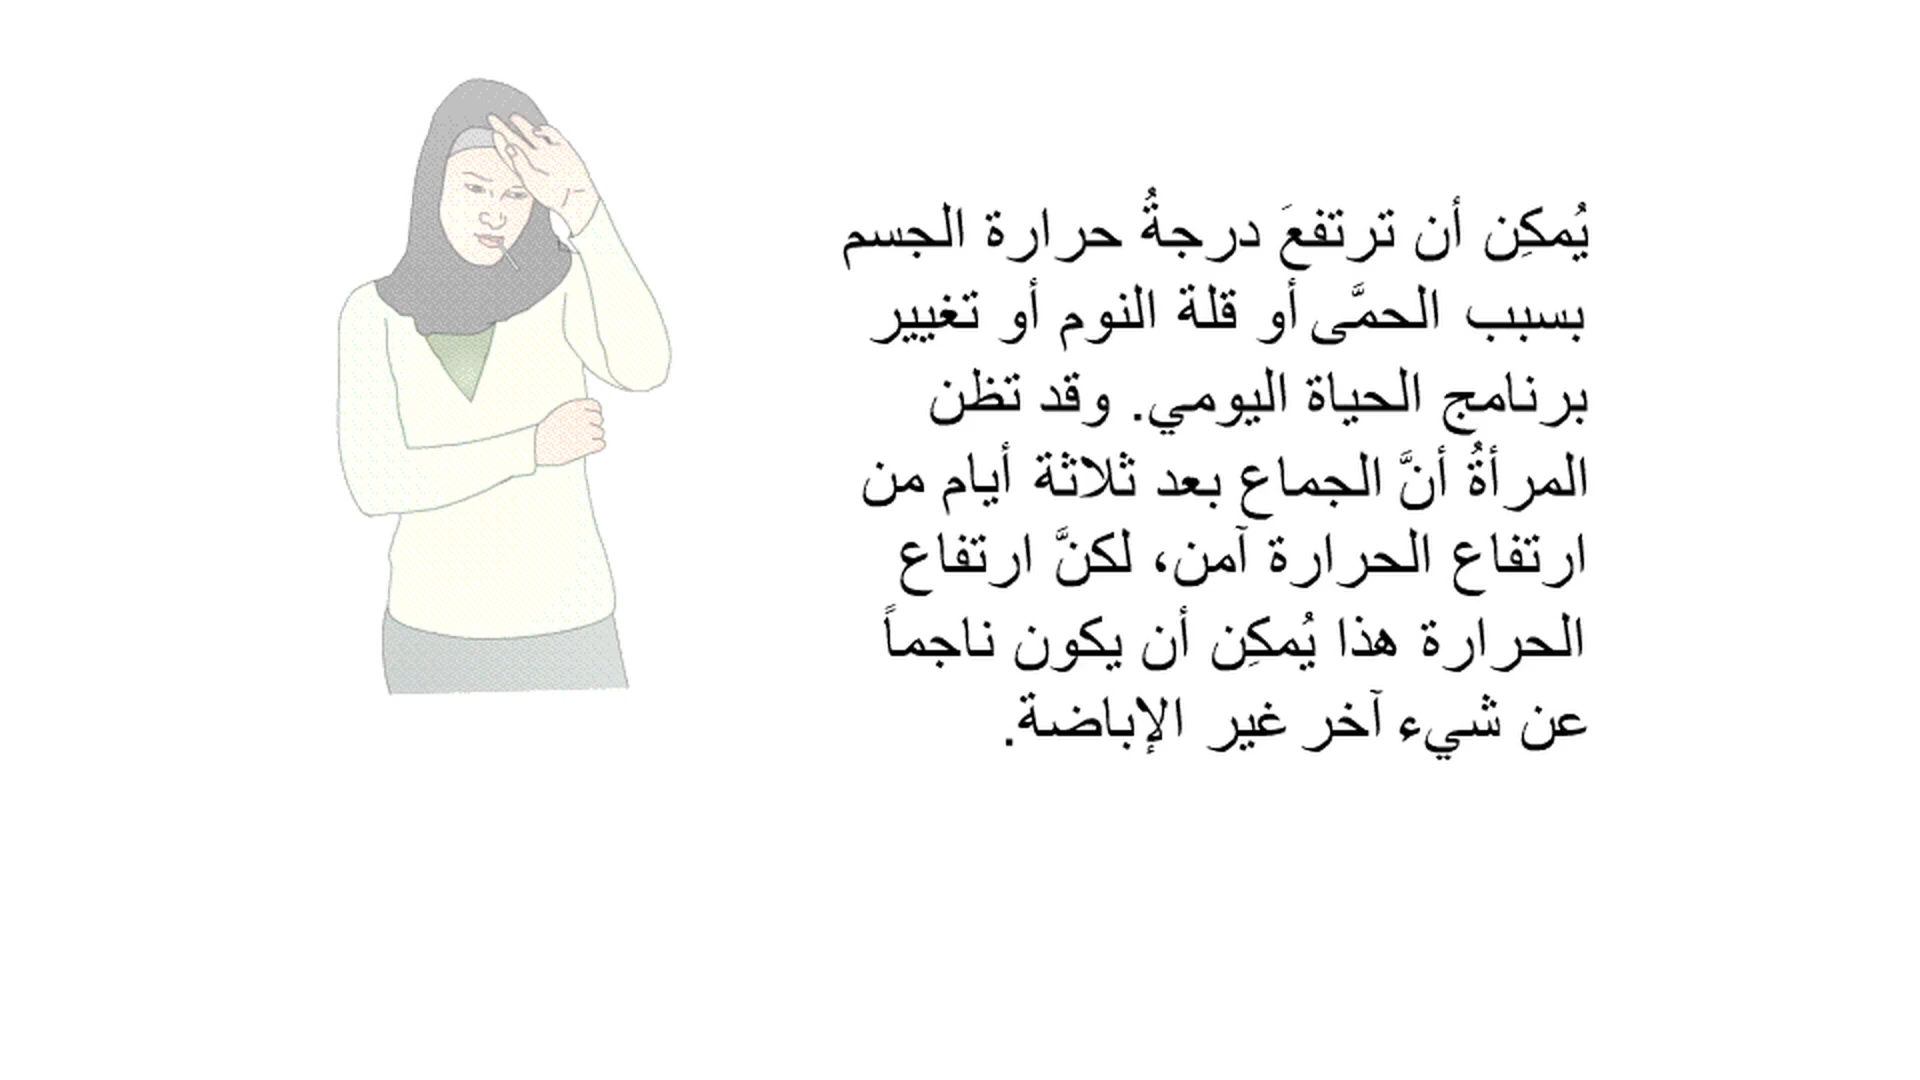 يُمكِن أن ترتفعَ درجةُ حرارة الجسم
بسبب الحمَّى أو قلة النوم أو تغيير
برنامج الحياة اليومي. وقد تظن
المرأةُ أنَّ الجماع بعد ثلاثة أيام من
ارتفاع الحرارة آمن، لكنَّ ارتفاع
الحرارة هذا يُمكِن أن يكون ناجماً
عن شيء آخر غير الإباضة.